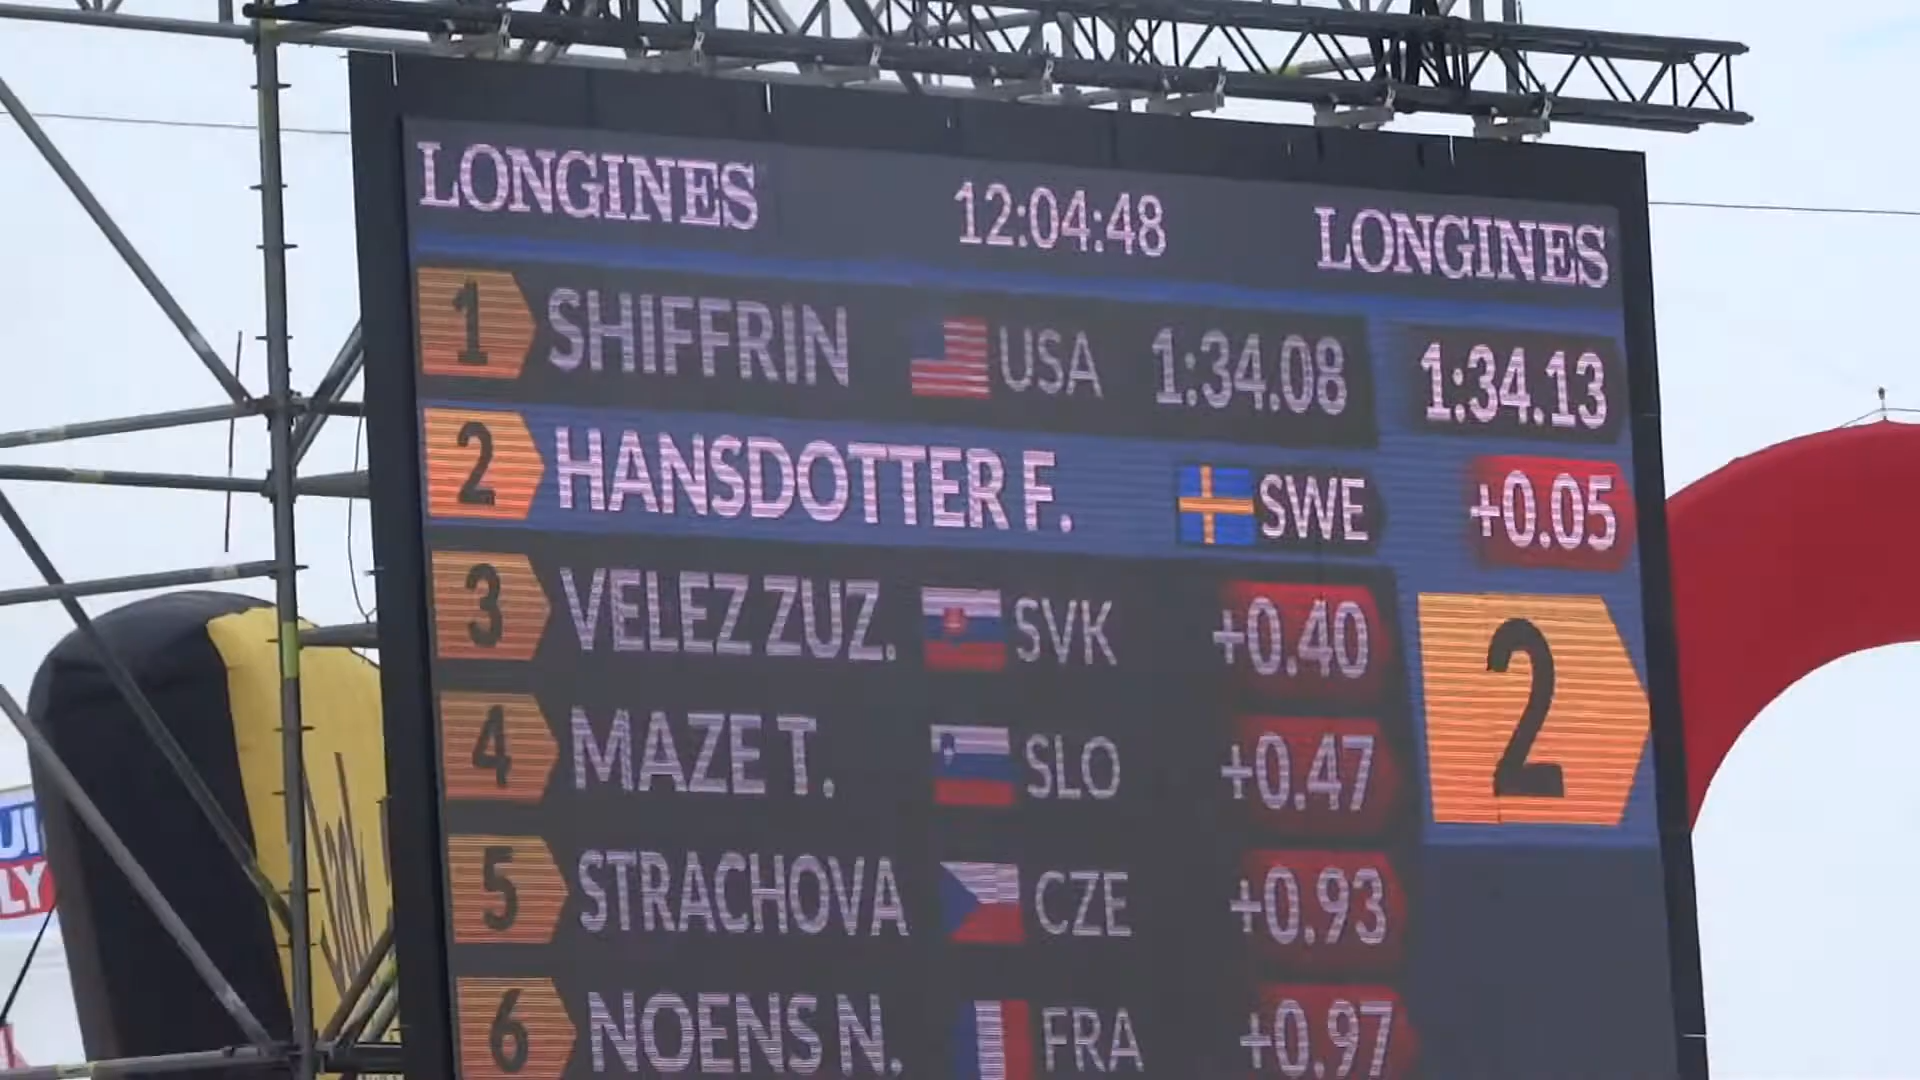 LONGINES 12:04:48 LONGINES
1 SHIFFRIN USA 1:34.08 1:34.13
2 HANSDOTTER F. SWE +0.05
3 VELEZ ZUZ. SVK +0.40
2
4 MAZE T. SLO +0.47
5 STRACHOVA CZE +0.93
6 NOENS N. FRA +0.97
LY